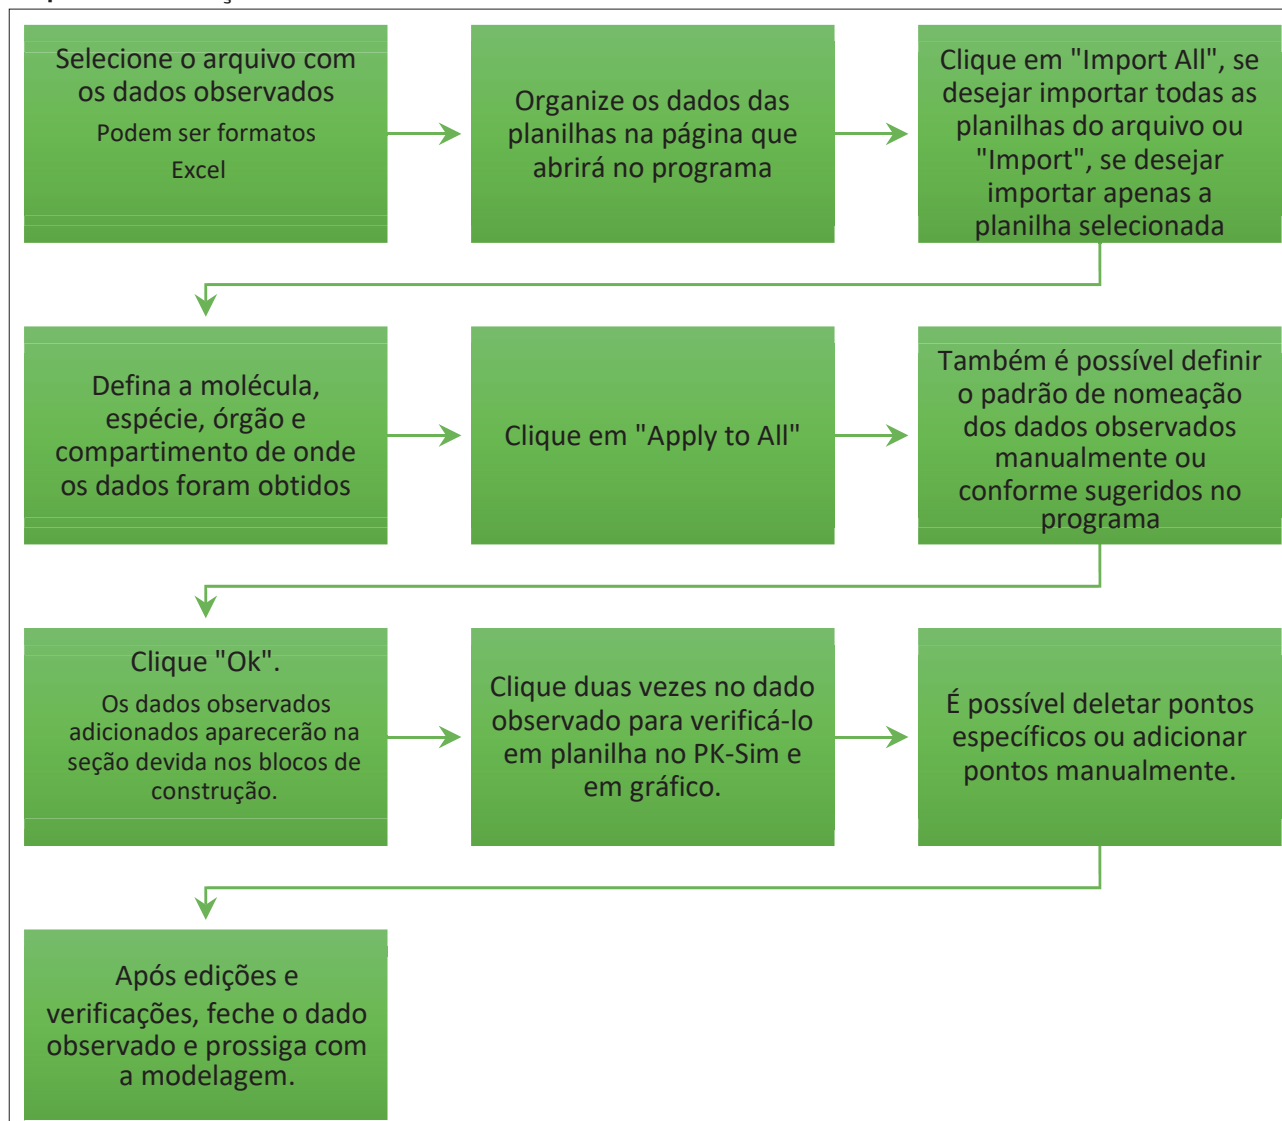 Selecione o arquivo com
os dados observados
Podem ser formatos
Excel
Organize os dados das
planilhas na página que
abrirá no programa
Clique em "Import All", se
desejar importar todas as
planilhas do arquivo ou
"Import", se desejar
importar apenas a
planilha selecionada
Defina a molécula,
espécie, órgão e
compartimento de onde
os dados foram obtidos
Clique em "Apply to All"
Também é possível definir
o padrão de nomeação
dos dados observados
manualmente ou
conforme sugeridos no
programa
Clique "Ok".
Os dados observados
adicionados aparecerão na
seção devida nos blocos de
construção.
Clique duas vezes no dado
observado para verificá-lo
em planilha no PK-Sim e
em gráfico.
É possível deletar pontos
específicos ou adicionar
pontos manualmente.
Após edições e
verificações, feche o dado
observado e prossiga com
a modelagem.